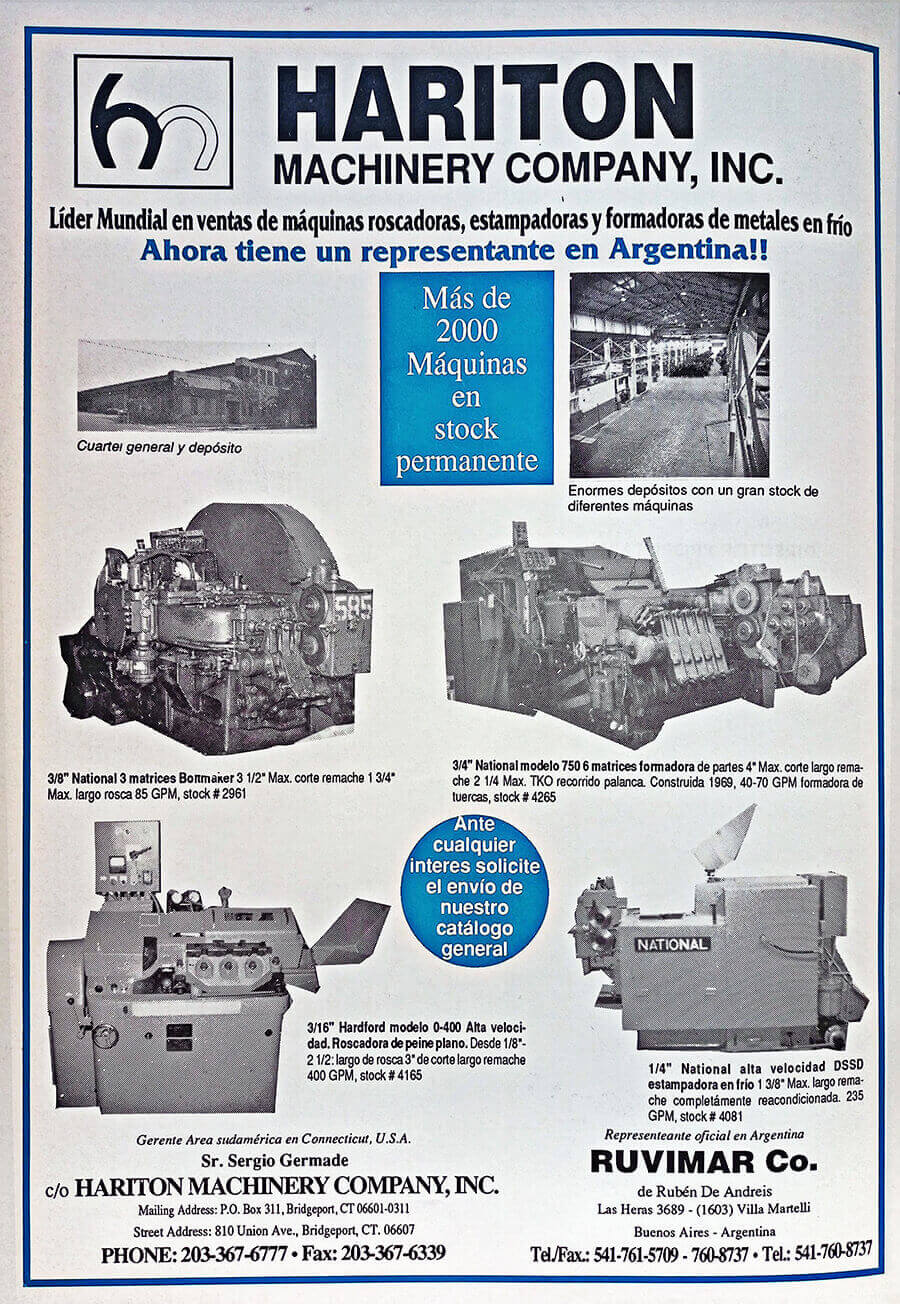 hm
HARITON
MACHINERY COMPANY, INC.
Líder Mundial en ventas de máquinas roscadoras, estampadoras y formadoras de metales en frío
Ahora tiene un representante en Argentina!!
Más de
2000
Máquinas
en
stock
permanente
Cuartel general y depósito
Enormes depósitos con un gran stock de
diferentes máquinas
585
3/8" National 3 matrices Boltmaker 3 1/2" Max. corte remache 1 3/4"
Max. largo rosca 85 GPM, stock # 2961
3/4" National modelo 750 6 matrices formadora de partes 4" Max. corte largo rema-
che 2 1/4 Max. TKO recorrido palanca. Construida 1969, 40-70 GPM formadora de
tuercas, stock # 4265
Ante
cualquier
interes solicite
el envío de
nuestro
catálogo
general
NATIONAL
3/16" Hardford modelo 0-400 Alta veloci-
dad. Roscadora de peine plano. Desde 1/8"-
2 1/2: largo de rosca 3" de corte largo remache
400 GPM, stock # 4165
1/4" National alta velocidad DSSD
estampadora en frío 1 3/8" Max. largo rema-
che completámente reacondicionada. 235
GPM, stock # 4081
Gerente Area sudamérica en Connecticut, U.S.A.
Sr. Sergio Germade
c/o HARITON MACHINERY COMPANY, INC.
Mailing Address: P.O. Box 311, Bridgeport, CT 06601-0311
Street Address: 810 Union Ave., Bridgeport, CT. 06607
PHONE: 203-367-6777 • Fax: 203-367-6339
Representeante oficial en Argentina
RUVIMAR Co.
de Rubén De Andreis
Las Heras 3689 - (1603) Villa Martelli
Buenos Aires - Argentina
Tel./Fax.: 541-761-5709 - 760-8737 • Tel.: 541-760-8737